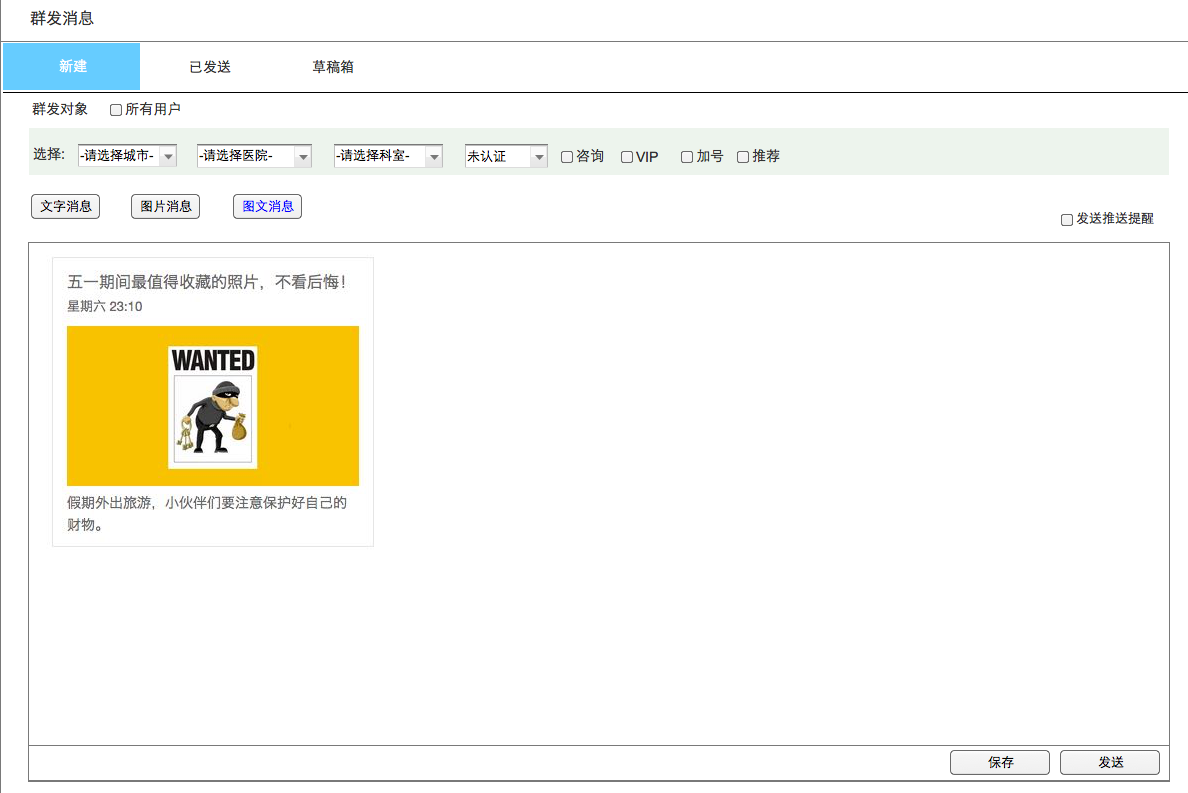 群发消息
新建 已发送 草稿箱
群发对象 所有用户
选择: -请选择城市- -请选择医院- -请选择科室- 未认证 咨询 VIP 加号 推荐
文字消息 图片消息 图文消息
发送推送提醒
五一期间最值得收藏的照片，不看后悔！
星期六 23:10
WANTED
假期外出旅游，小伙伴们要注意保护好自己的
财物。
保存 发送